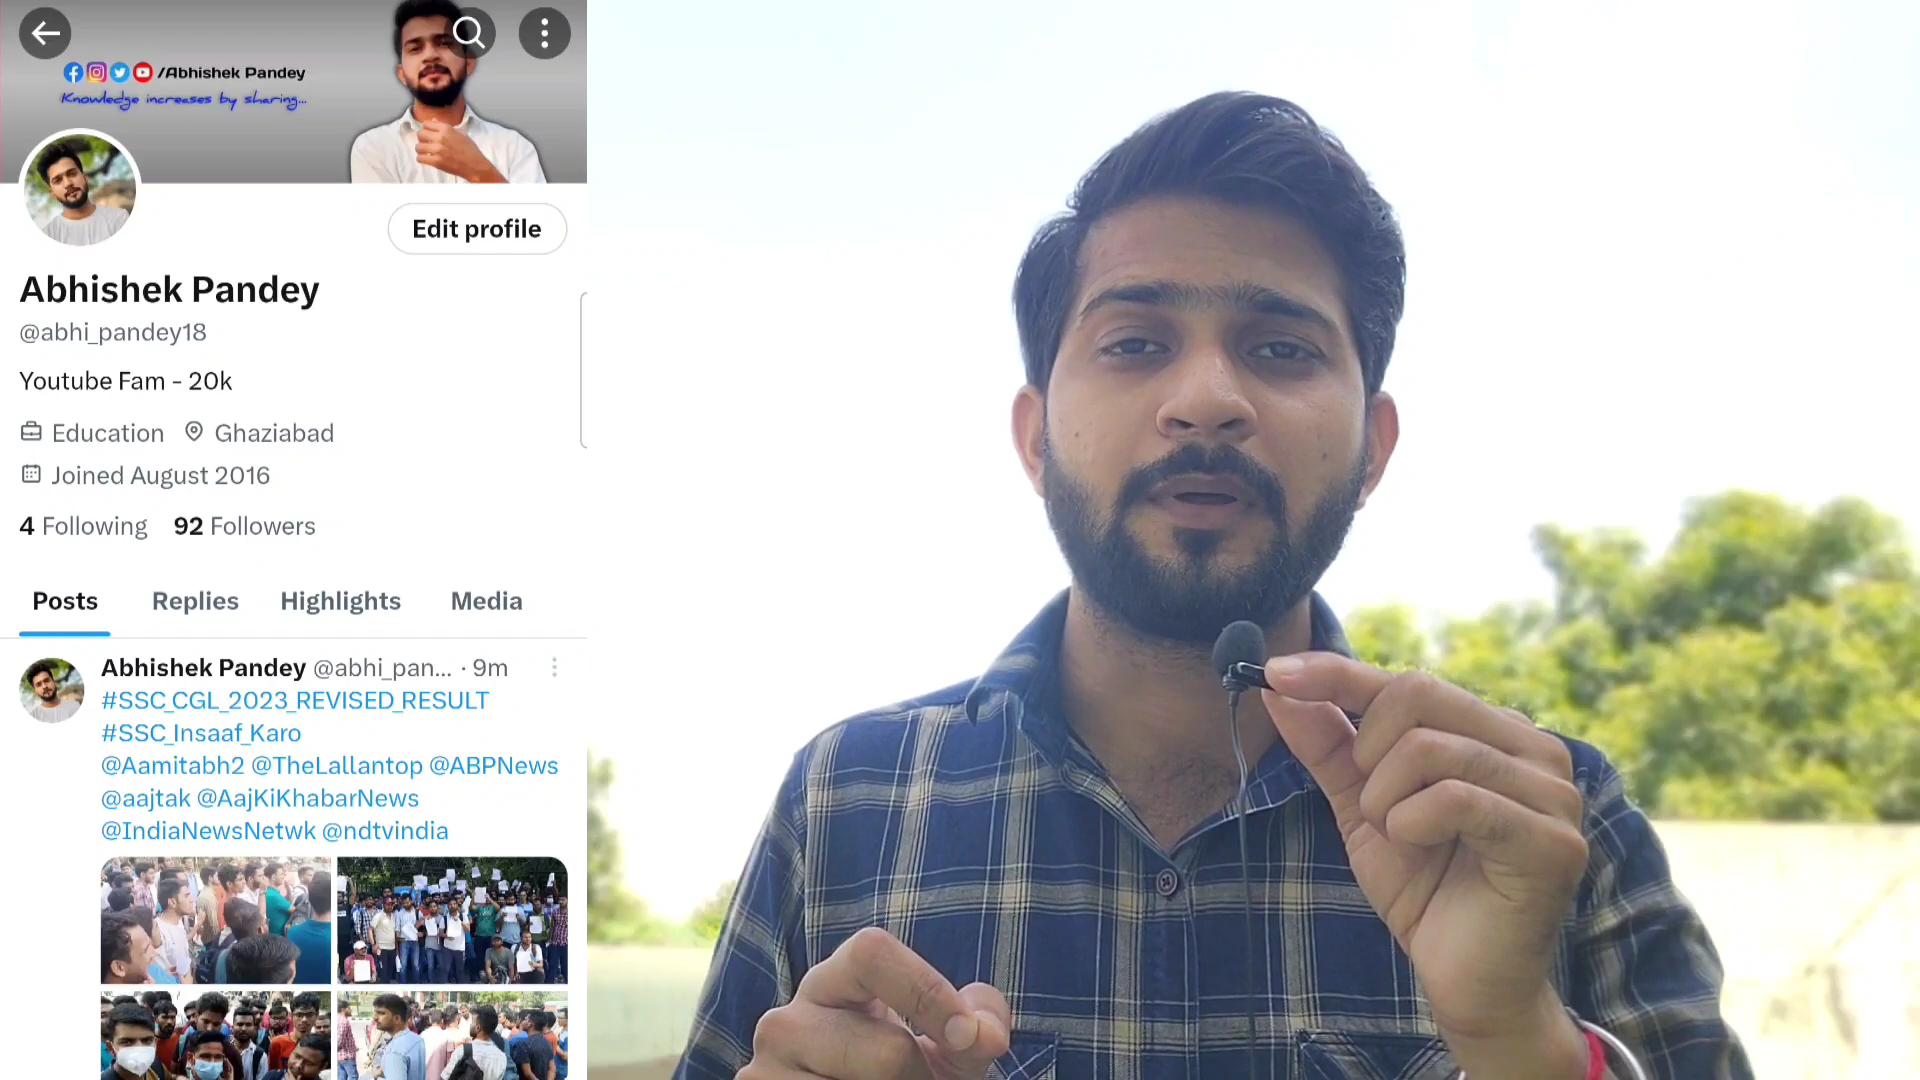 /Abhishek Pandey
Knowledge increases by sharing...
Edit profile
Abhishek Pandey
@abhi_pandey18
Youtube Fam - 20k
Education Ghaziabad
Joined August 2016
4 Following 92 Followers
Posts Replies Highlights Media
Abhishek Pandey @abhi_pan... · 9m
#SSC_CGL_2023_REVISED_RESULT
#SSC_Insaaf_Karo
@Aamitabh2 @TheLallantop @ABPNews
@aajtak @AajKiKhabarNews
@IndiaNewsNetwk @ndtvindia